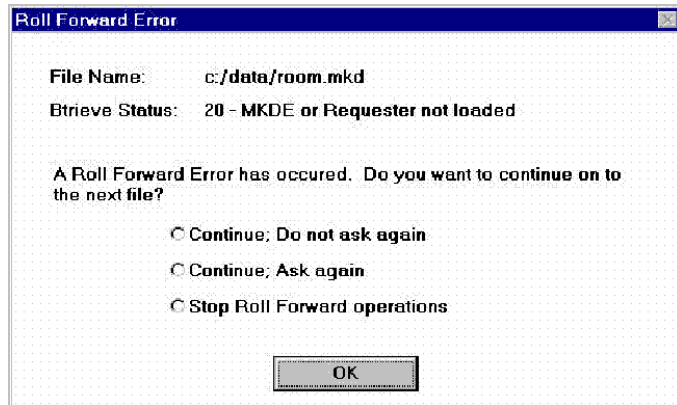 Roll Forward Error
File Name: c:/data/room.mkd
Btrieve Status: 20 - MKDE or Requester not loaded
A Roll Forward Error has occured. Do you want to continue on to
the next file?
Continue; Do not ask again
Continue; Ask again
Stop Roll Forward operations
OK